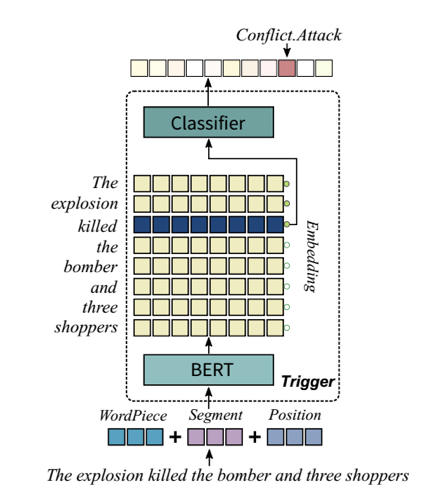 Conflict.Attack
Classifier
The
explosion
killed
the
bomber
and
three
shoppers
Embedding
BERT
Trigger
WordPiece Segment Position
+ +
The explosion killed the bomber and three shoppers